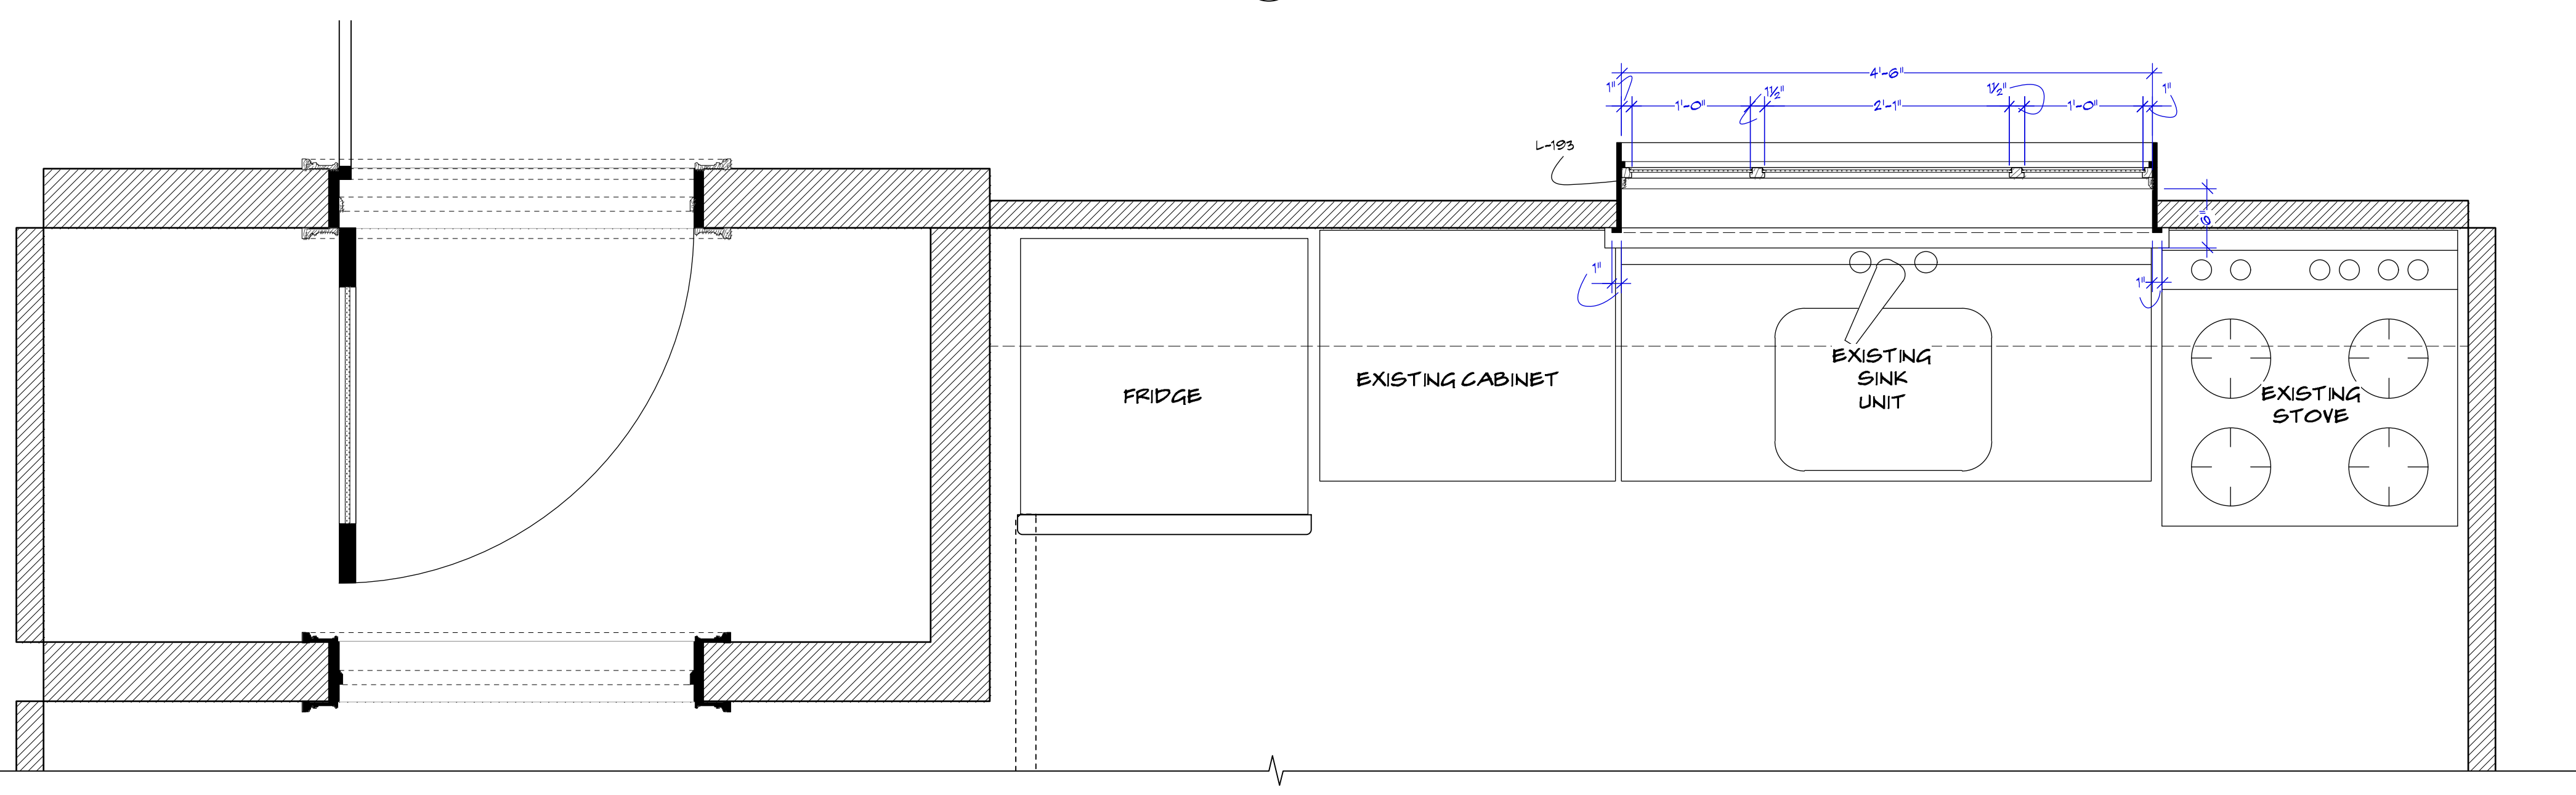 4'-6"
1"
1'-0"
1½"
2'-1"
1½"
1'-0"
1"
L-193
6"
1"
1"
EXISTING
SINK
UNIT
EXISTING CABINET
FRIDGE
EXISTING
STOVE